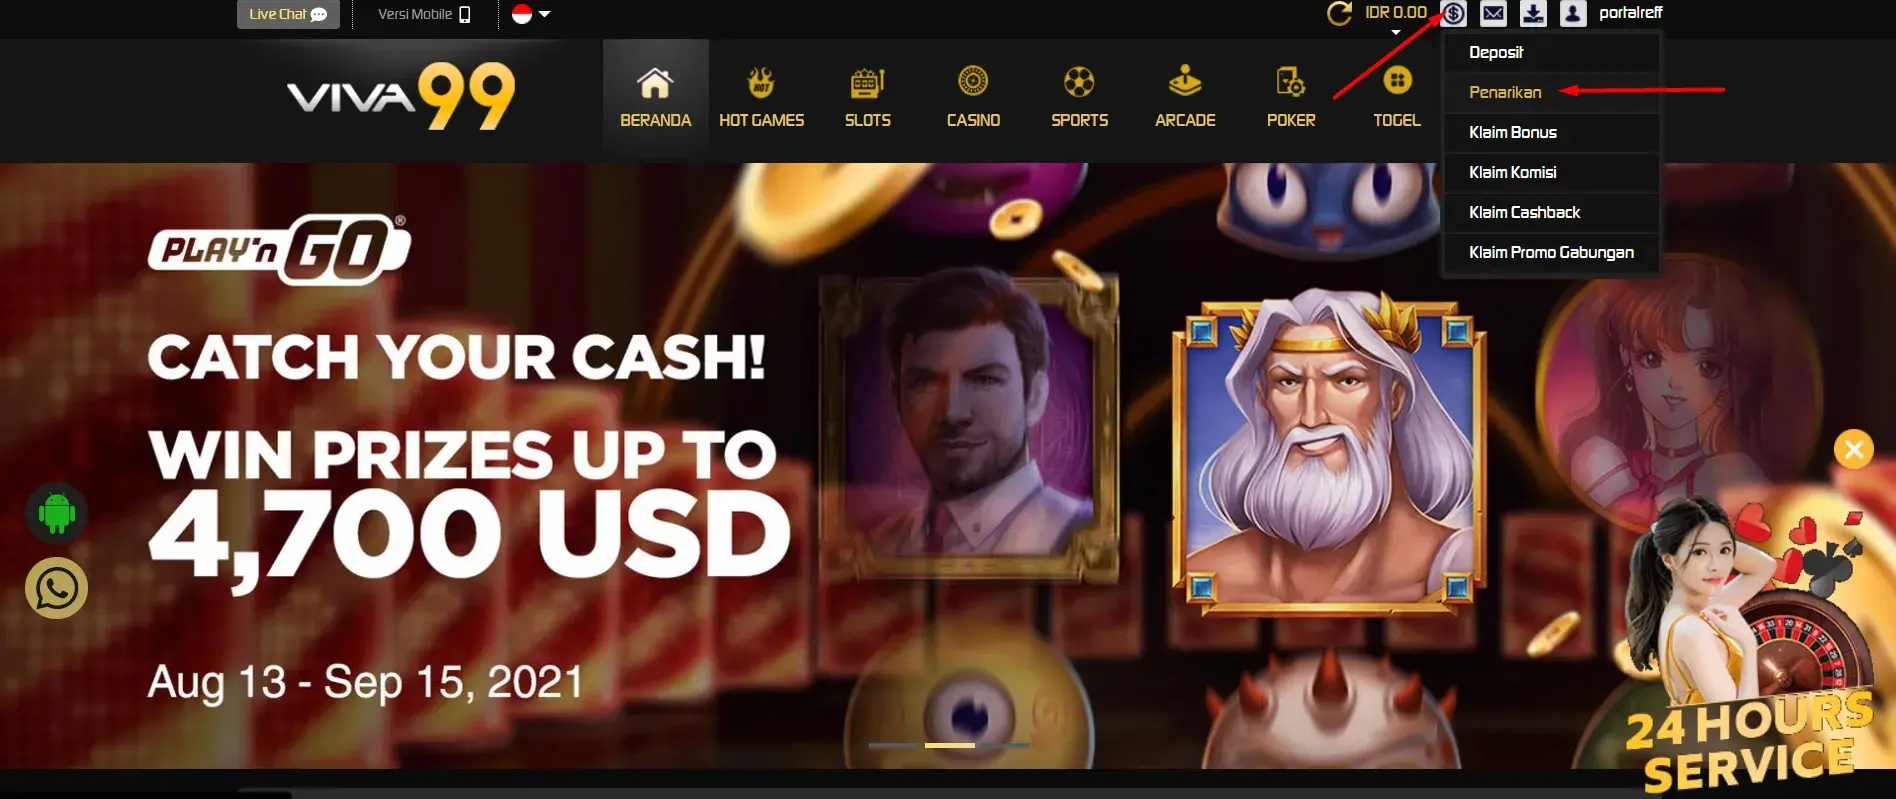 Live Chat
Versi Mobile
IDR 0.00
portalreff
VIVA99
BERANDA
HOT GAMES
HOT
SLOTS
CASINO
SPORTS
ARCADE
POKER
TOGEL
Deposit
Penarikan
Klaim Bonus
Klaim Komisi
Klaim Cashback
Klaim Promo Gabungan
PLAY'n GO®
CATCH YOUR CASH!
WIN PRIZES UP TO
4,700 USD
Aug 13 - Sep 15, 2021
24 HOURS
SERVICE